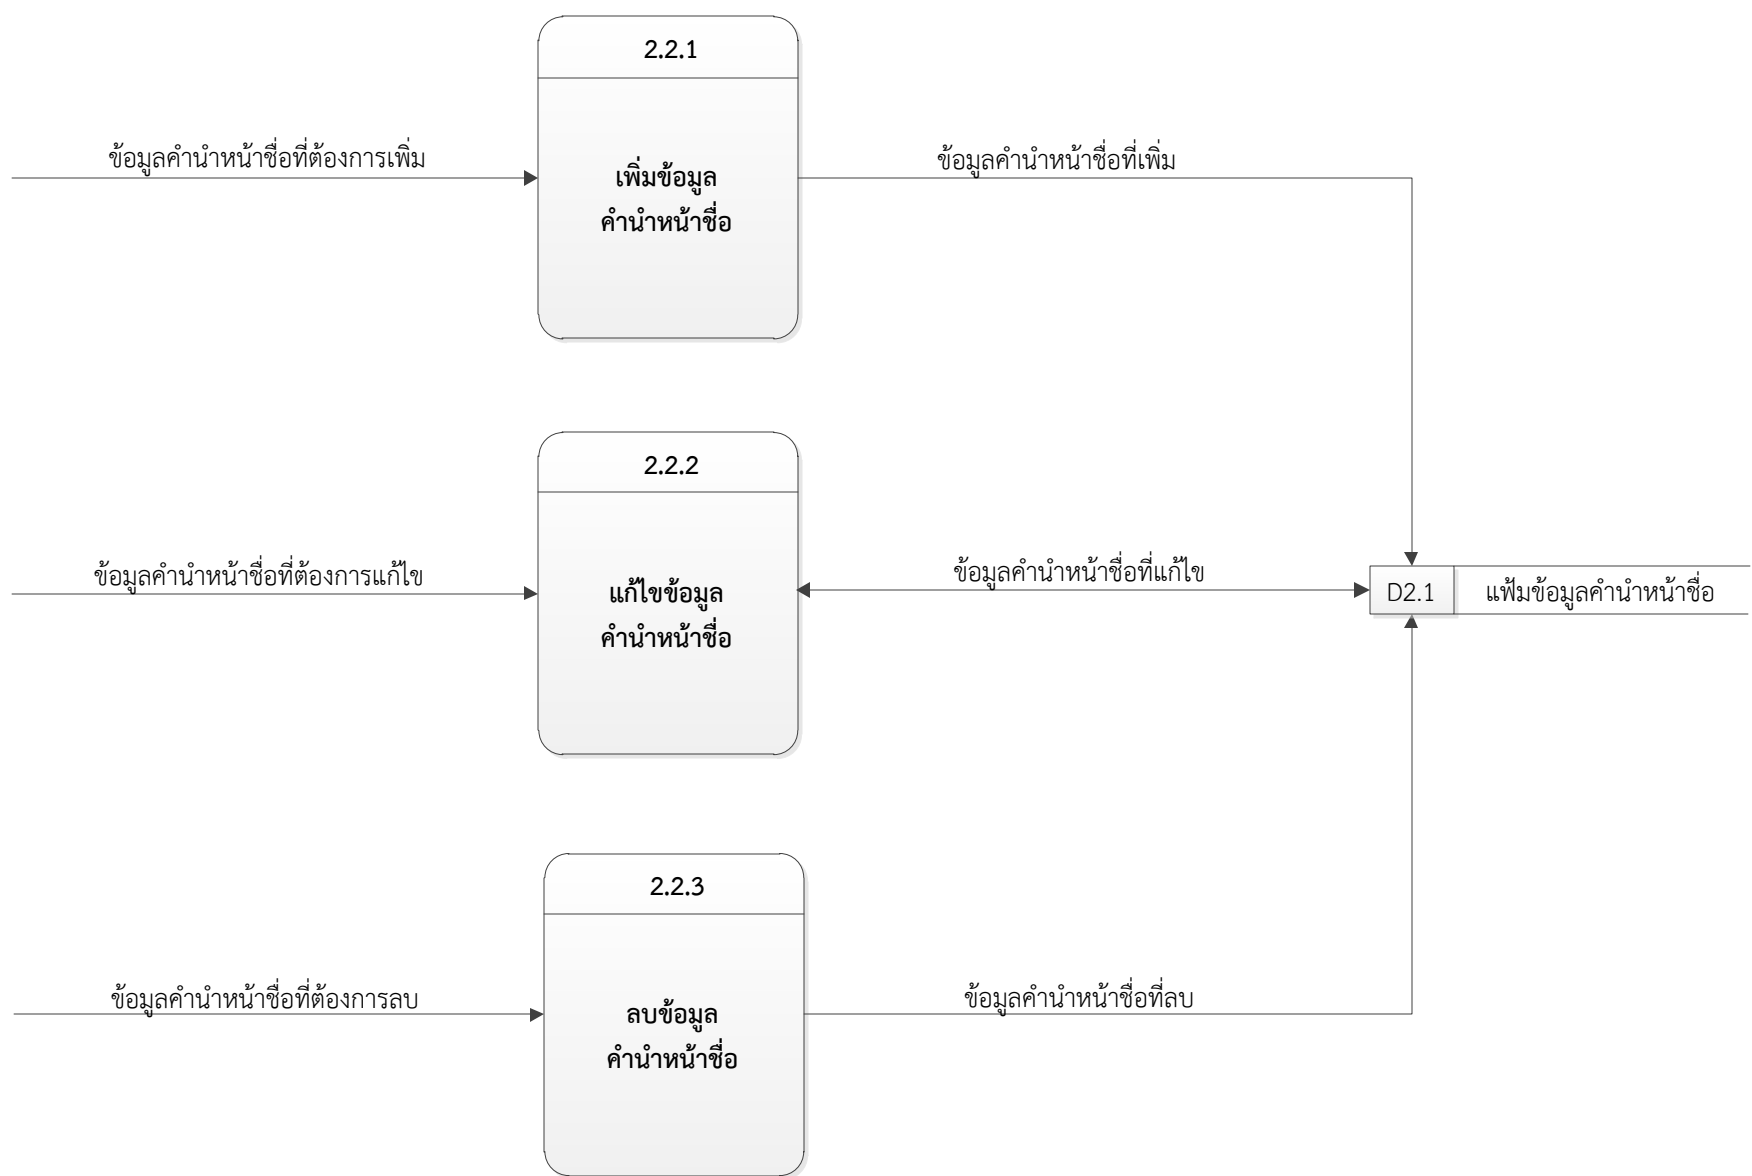 2.2.1
ข้อมูลคำนำหน้าชื่อที่ต้องการเพิ่ม
เพิ่มข้อมูล
คำนำหน้าชื่อ
ข้อมูลคำนำหน้าชื่อที่เพิ่ม
2.2.2
ข้อมูลคำนำหน้าชื่อที่ต้องการแก้ไข
แก้ไขข้อมูล
คำนำหน้าชื่อ
ข้อมูลคำนำหน้าชื่อที่แก้ไข
D2.1
แฟ้มข้อมูลคำนำหน้าชื่อ
2.2.3
ข้อมูลคำนำหน้าชื่อที่ต้องการลบ
ลบข้อมูล
คำนำหน้าชื่อ
ข้อมูลคำนำหน้าชื่อที่ลบ